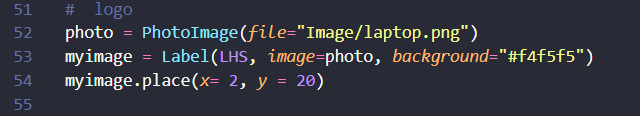 51 #  logo
52 photo = PhotoImage(file="Image/laptop.png")
53 myimage = Label(LHS, image=photo, background="#f4f5f5")
54 myimage.place(x= 2, y = 20)
55